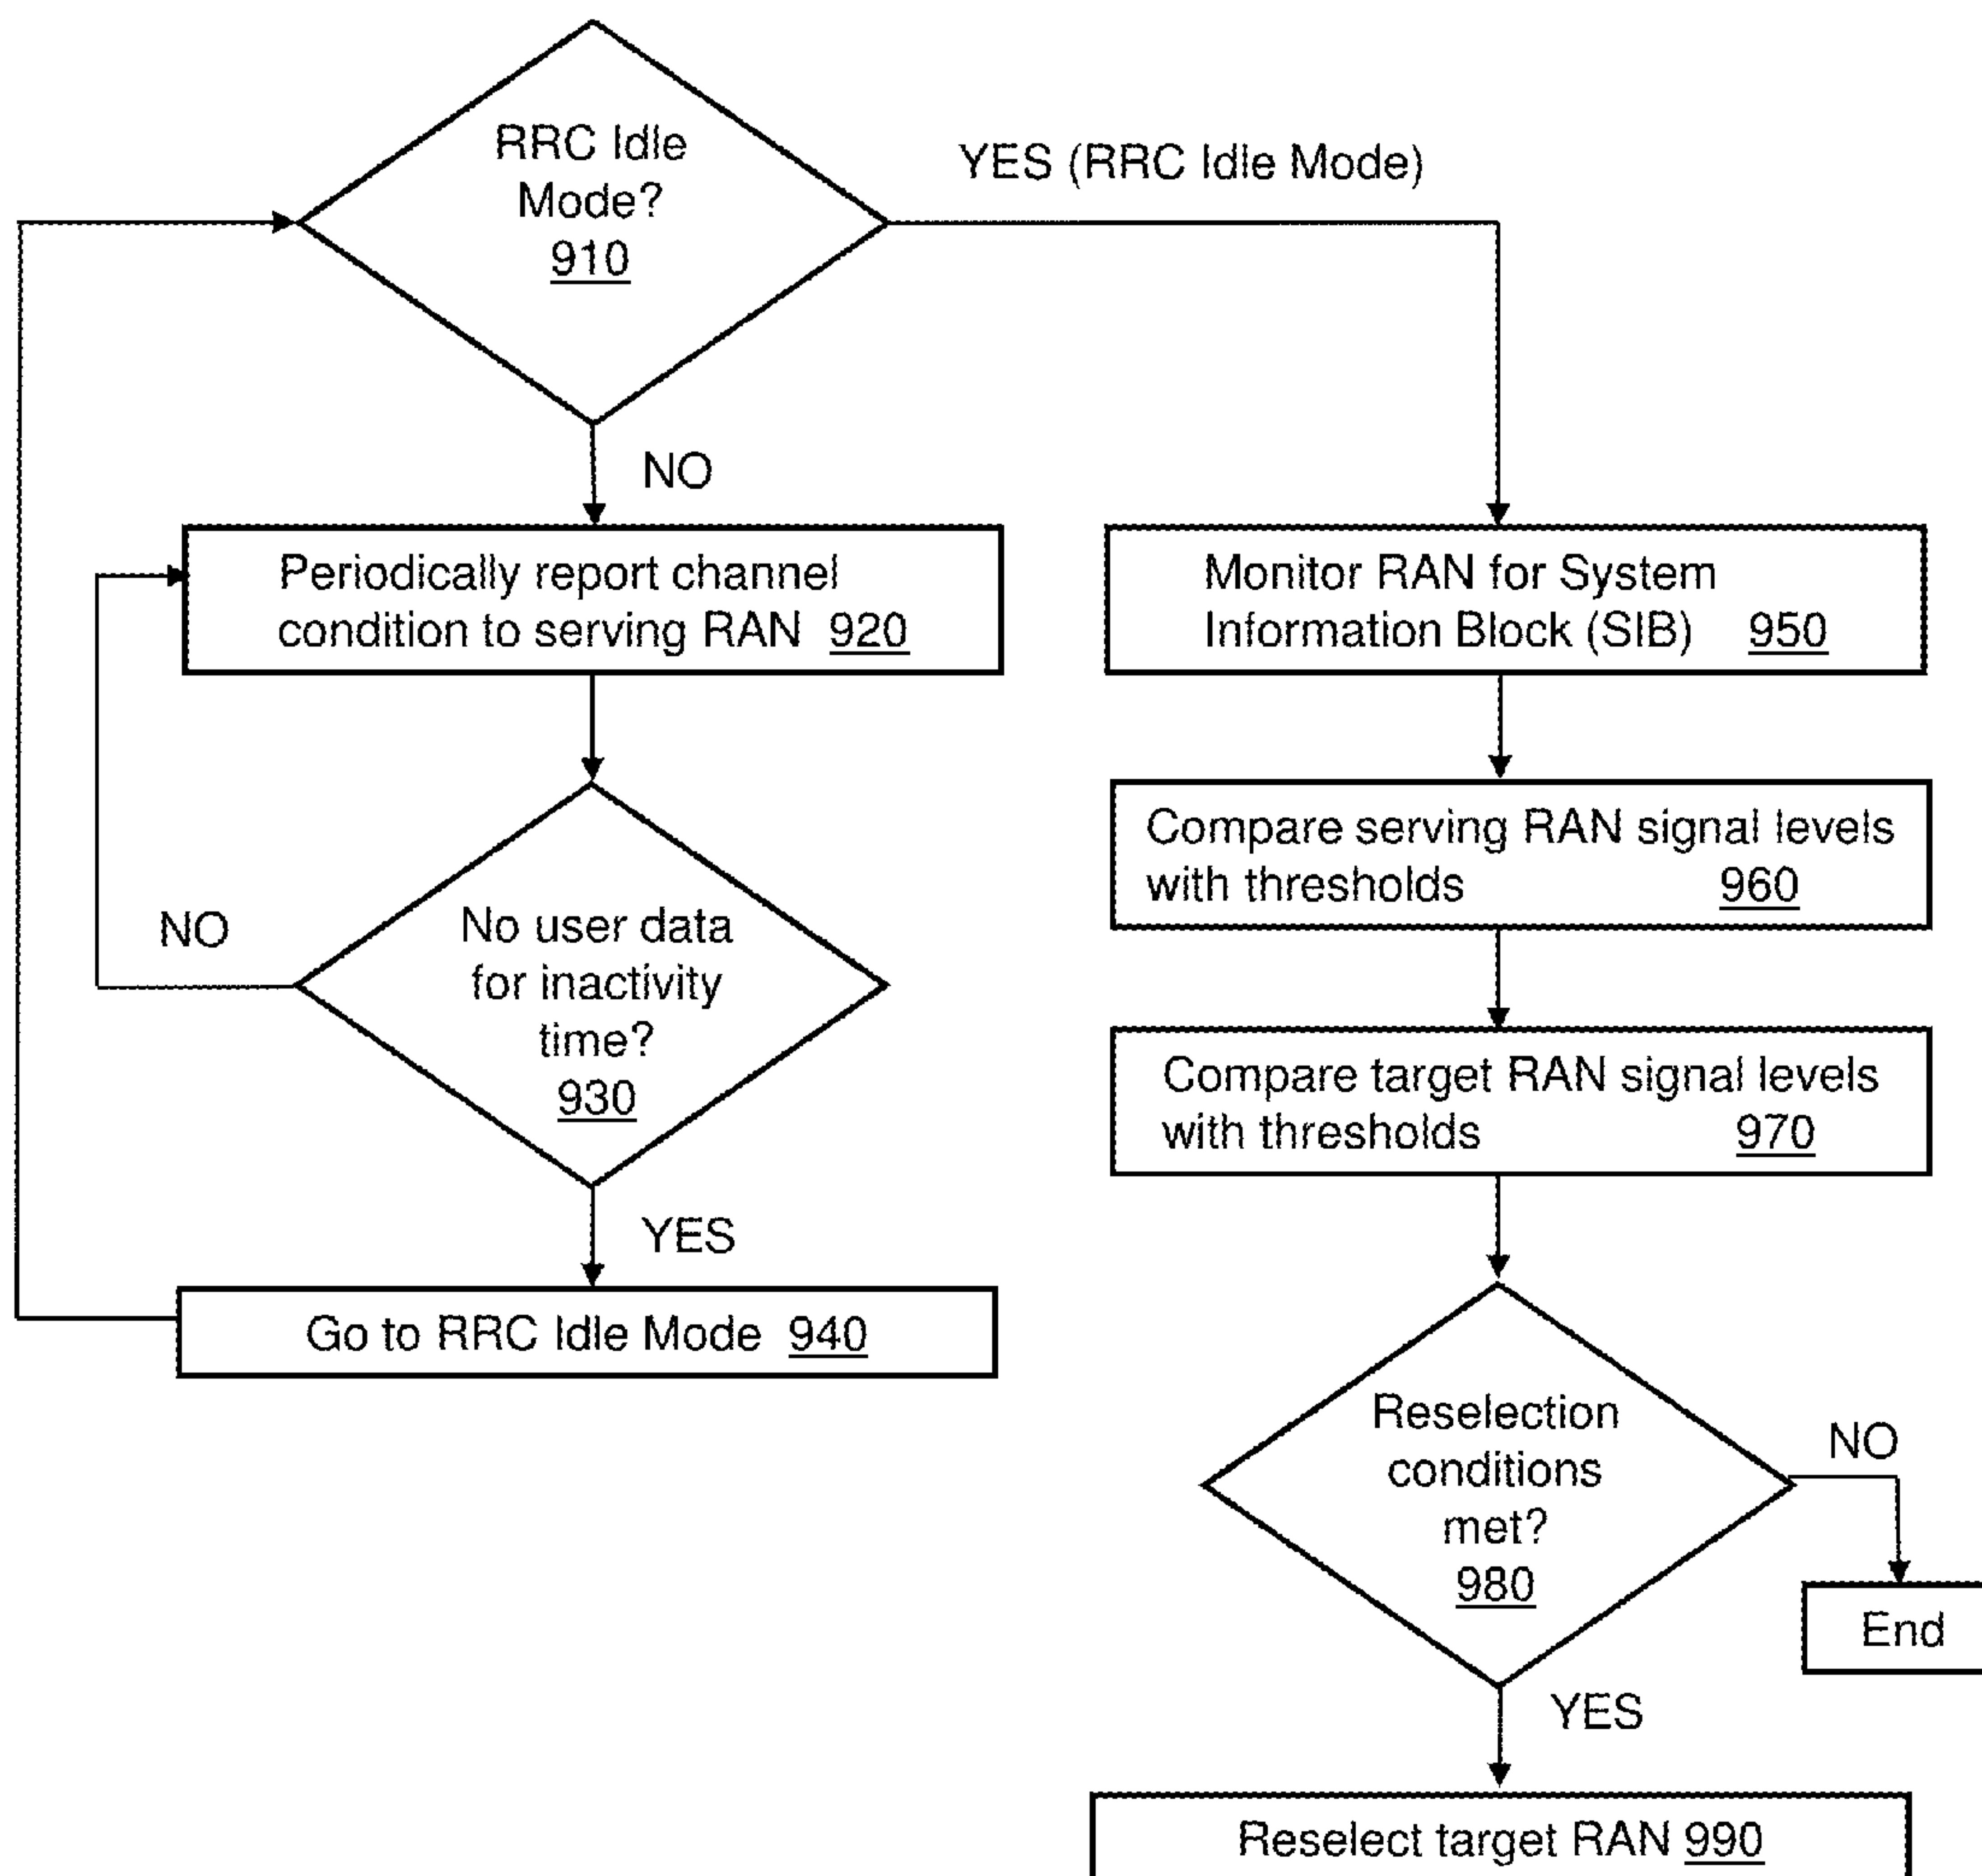 RRC Idle
Mode?
910
YES (RRC Idle Mode)
NO
Periodically report channel
condition to serving RAN 920
No user data
for inactivity
time?
930
NO
YES
Go to RRC Idle Mode 940
Monitor RAN for System
Information Block (SIB) 950
Compare serving RAN signal levels
with thresholds 960
Compare target RAN signal levels
with thresholds 970
Reselection
conditions
met?
980
NO
End
YES
Reselect target RAN 990